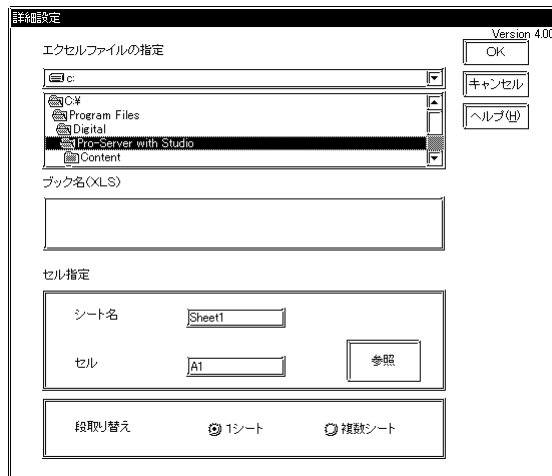 詳細設定
Version 4.00
エクセルファイルの指定
OK
c:
キャンセル
C:¥
Program Files
ヘルプ(H)
Digital
Pro-Server with Studio
Content
ブック名(XLS)
セル指定
シート名
Sheet1
セル
A1
参照
段取り替え
1シート
複数シート